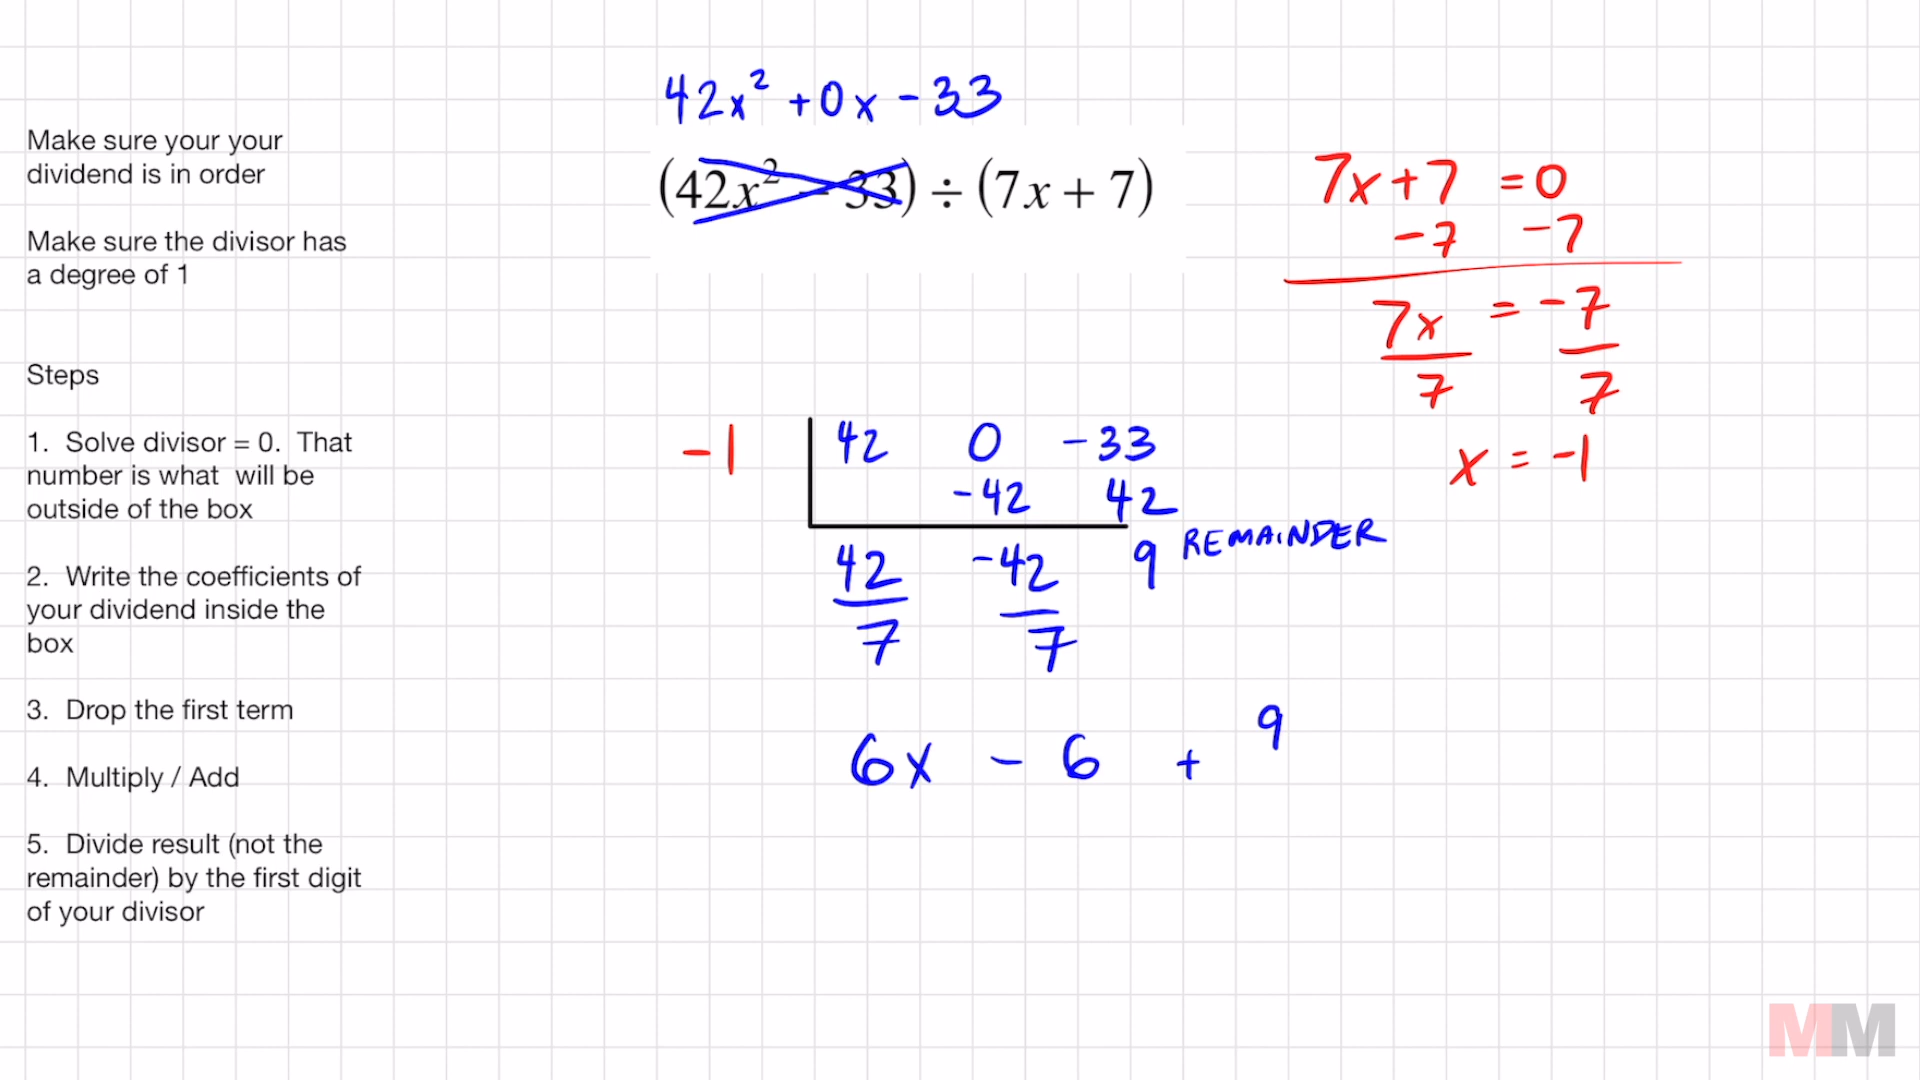 Make sure your your
dividend is in order
Make sure the divisor has
a degree of 1
Steps
1. Solve divisor = 0. That
number is what will be
outside of the box
2. Write the coefficients of
your dividend inside the
box
3. Drop the first term
4. Multiply / Add
5. Divide result (not the
remainder) by the first digit
of your divisor
42x² + 0x - 33
(42x² − 33) ÷ (7x + 7)
-1
42 0 -33
-42 42
42 -42 9 REMAINDER
7 7
6x - 6 + 9
7x + 7 = 0
-7 -7
7x = -7
7 7
x = -1
MM